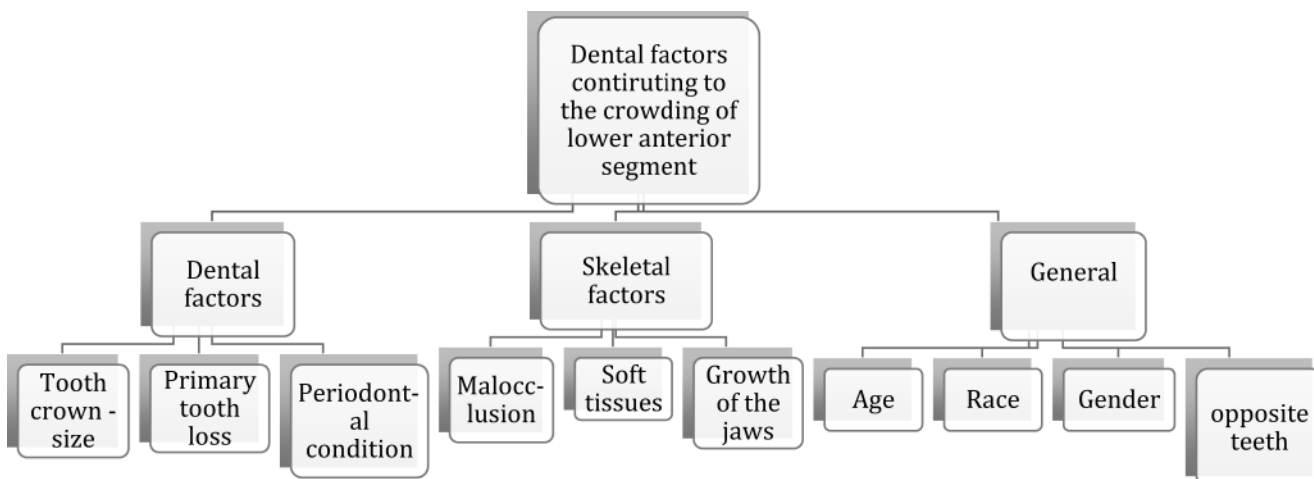 Dental factors
contiruting to
the crowding of
lower anterior
segment
Dental
factors
Skeletal
factors
General
Tooth
crown -
size
Primary
tooth
loss
Periodont-
al
condition
Malocc-
lusion
Soft
tissues
Growth
of the
jaws
Age
Race
Gender
opposite
teeth